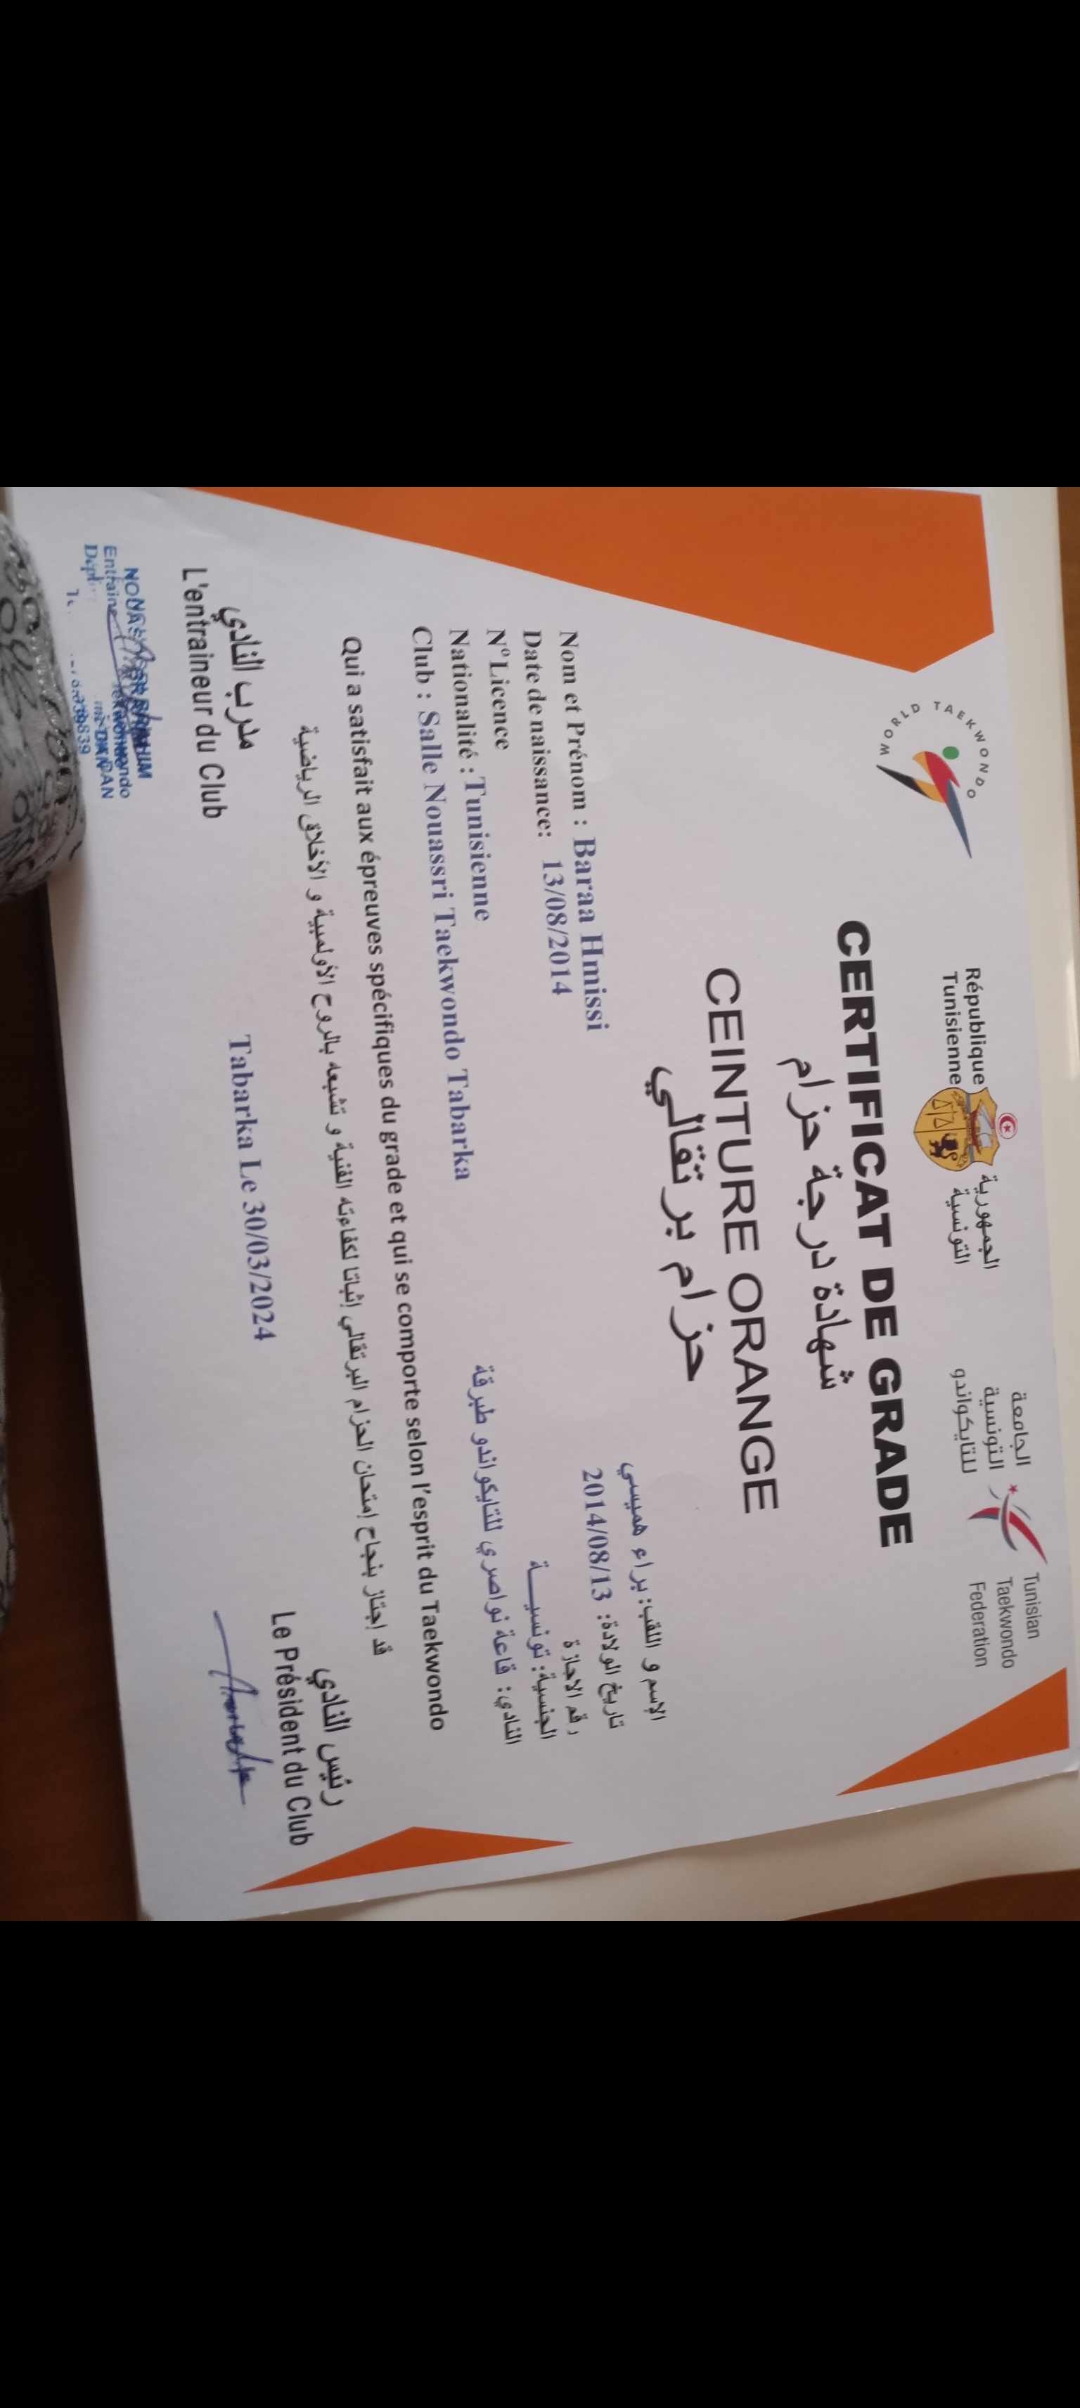 WORLD TAEKWONDO
République
Tunisienne
الجمهورية
التونسية
الجامعة
التونسية
للتايكواندو
Tunisian
Taekwondo
Federation
CERTIFICAT DE GRADE
شهادة درجة حزام
CEINTURE ORANGE
حزام برتقالي
Nom et Prénom : Baraa Hmissi
الإسم و اللقب: براء هميسي
Date de naissance: 13/08/2014
تاريخ الولادة: 2014/08/13
N° Licence
رقم الاجازة
Nationalité : Tunisienne
الجنسية: تونسيــة
Club : Salle Nouassri Taekwondo Tabarka
النادي: قاعة نواصري للتايكواندو طبرقة
Qui a satisfait aux épreuves spécifiques du grade et qui se comporte selon l'esprit du Taekwondo
قد إجتاز بنجاح إمتحان الحزام البرتقالي إثباتا لكفاءته الفنية و تشبعه بالروح الأولمبية و الأخلاق الرياضية
Tabarka Le 30/03/2024
مدرب النادي
L'entraineur du Club
رئيس النادي
Le Président du Club